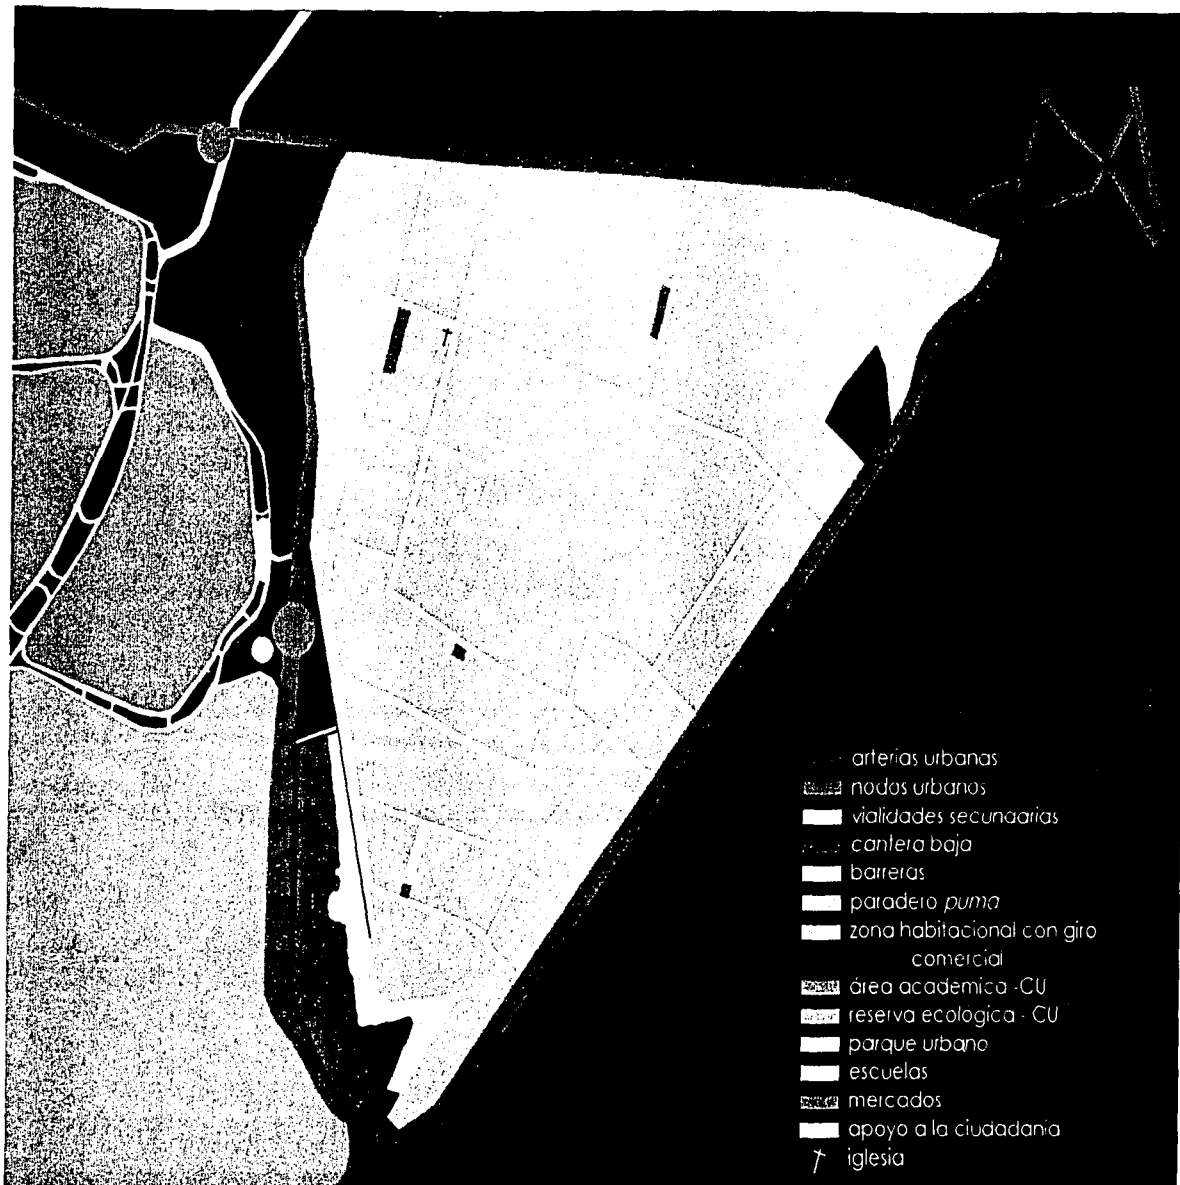 arterias urbanas
nodos urbanos
vialidades secundarias
cantera baja
barreras
paradero puma
zona habitacional con giro
comercial
área académica -CU
reserva ecológica - CU
parque urbano
escuelas
mercados
apoyo a la ciudadanía
iglesia